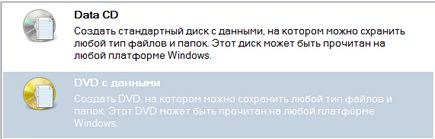 Data CD
Создать стандартный диск с данными, на котором можно схранить
любой тип файлов и папок. Этот диск может быть прочитан на
любой платформе Windows.
DVD с данными
Создать DVD, на котором можно сохранить любой тип файлов и
папок. Этот DVD может быть прочитан на любой платформе
Windows.